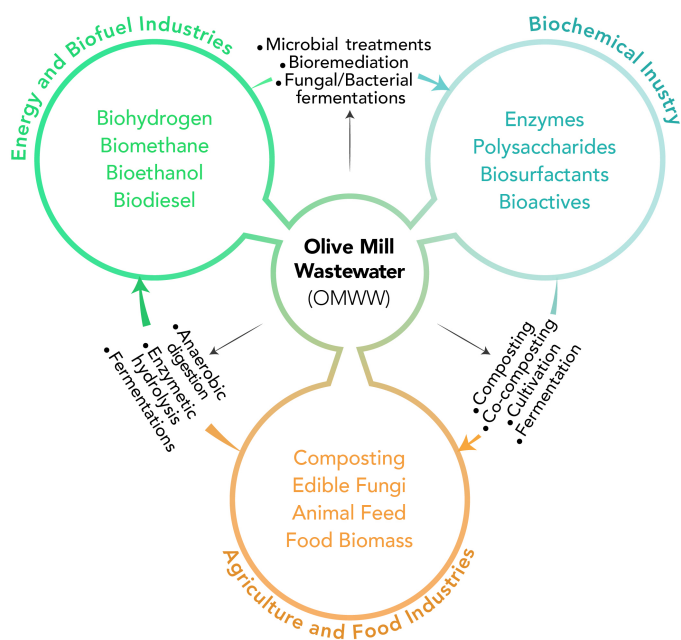 Energy and Biofuel Industries
• Microbial treatments
• Bioremediation
• Fungal/Bacterial
fermentations
Biochemical Inustry
Biohydrogen
Biomethane
Bioethanol
Biodiesel
Enzymes
Polysaccharides
Biosurfactants
Bioactives
Olive Mill
Wastewater
(OMWW)
• Anaerobic
digestion
• Enzymetic
hydrolysis
• Fermentations
• Composting
• Co-composting
• Cultivation
• Fermentation
Composting
Edible Fungi
Animal Feed
Food Biomass
Agriculture and Food Industries